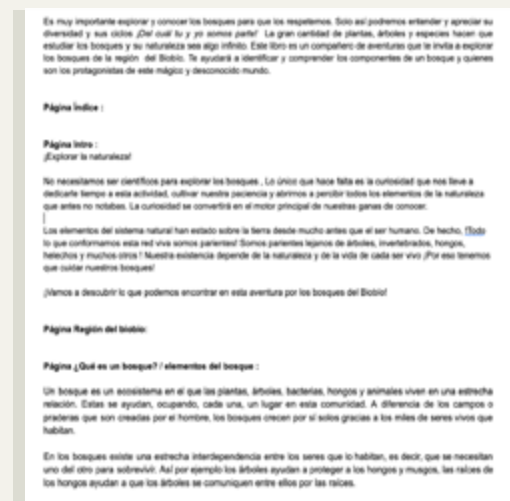 Es muy importante explorar y conocer los bosques para que los respetemos. Solo así podremos entender y apreciar su
diversidad y sus ciclos ¡Del cuál tu y yo somos parte! La gran cantidad de plantas, árboles y especies hacen que
estudiar los bosques y su naturaleza sea algo infinito. Este libro es un compañero de aventuras que te invita a explorar
los bosques de la región del Biobío. Te ayudará a identificar y comprender los componentes de un bosque y quienes
son los protagonistas de este mágico y desconocido mundo.
Página Índice :
Página Intro :
¡Explorar la naturaleza!
No necesitamos ser científicos para explorar los bosques , Lo único que hace falta es la curiosidad que nos lleve a
dedicarle tiempo a esta actividad, cultivar nuestra paciencia y abrirnos a percibir todos los elementos de la naturaleza
que antes no notabas. La curiosidad se convertirá en el motor principal de nuestras ganas de conocer.
Los elementos del sistema natural han estado sobre la tierra desde mucho antes que el ser humano. De hecho, !Todo
lo que conformamos esta red viva somos parientes! Somos parientes lejanos de árboles, invertebrados, hongos,
helechos y muchos otros ! Nuestra existencia depende de la naturaleza y de la vida de cada ser vivo ¡Por eso tenemos
que cuidar nuestros bosques!
¡Vamos a descubrir lo que podemos encontrar en esta aventura por los bosques del Biobío!
Página Región del biobío:
Página ¿Qué es un bosque? / elementos del bosque :
Un bosque es un ecosistema en el que las plantas, árboles, bacterias, hongos y animales viven en una estrecha
relación. Estas se ayudan, ocupando, cada una, un lugar en esta comunidad. A diferencia de los campos o
praderas que son creadas por el hombre, los bosques crecen por sí solos gracias a los miles de seres vivos que
habitan.
En los bosques existe una estrecha interdependencia entre los seres que lo habitan, es decir, que se necesitan
uno del otro para sobrevivir. Así por ejemplo los árboles ayudan a proteger a los hongos y musgos, las raíces de
los hongos ayudan a que los árboles se comuniquen entre ellos por las raíces.